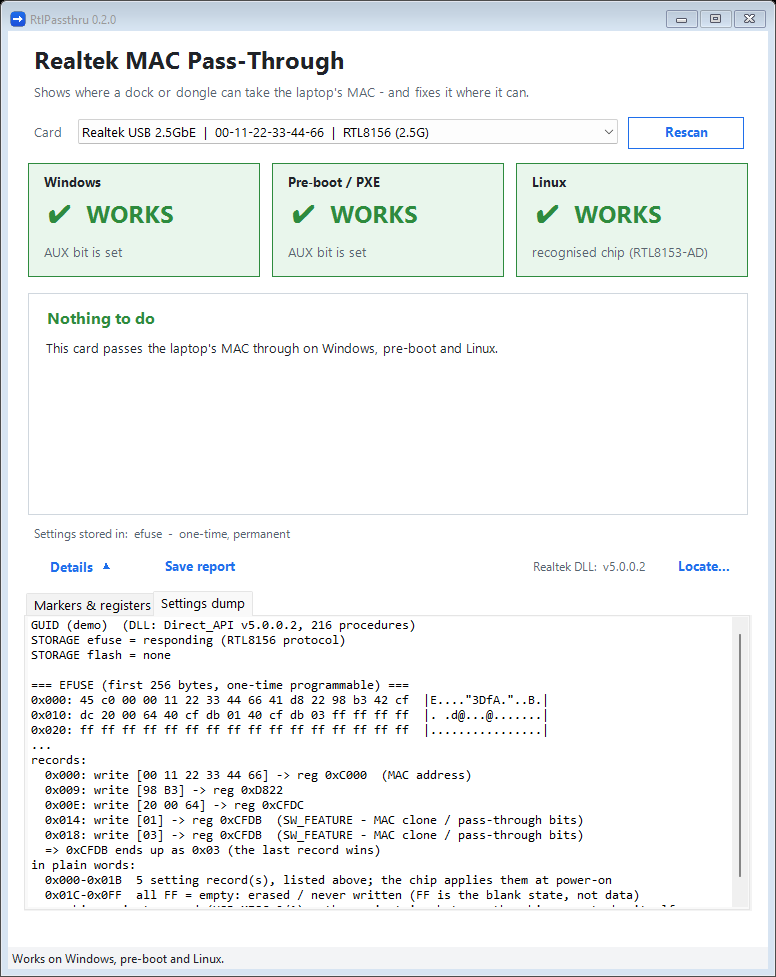 RtlPassthru 0.2.0
Realtek MAC Pass-Through
Shows where a dock or dongle can take the laptop's MAC - and fixes it where it can.
Card
Realtek USB 2.5GbE | 00-11-22-33-44-66 | RTL8156 (2.5G)
Rescan
Windows
✔ WORKS
AUX bit is set
Pre-boot / PXE
✔ WORKS
AUX bit is set
Linux
✔ WORKS
recognised chip (RTL8153-AD)
Nothing to do
This card passes the laptop's MAC through on Windows, pre-boot and Linux.
Settings stored in: efuse - one-time, permanent
Details ▲
Save report
Realtek DLL: v5.0.0.2
Locate...
Markers & registers
Settings dump
GUID (demo)  (DLL: Direct_API v5.0.0.2, 216 procedures)
STORAGE efuse = responding (RTL8156 protocol)
STORAGE flash = none
=== EFUSE (first 256 bytes, one-time programmable) ===
0x000: 45 c0 00 00 11 22 33 44 66 41 d8 22 98 b3 42 cf  |E...."3DfA."..B.|
0x010: dc 20 00 64 40 cf db 01 40 cf db 03 ff ff ff ff  |. .d@...@.......|
0x020: ff ff ff ff ff ff ff ff ff ff ff ff ff ff ff ff  |................|
...
records:
0x000: write [00 11 22 33 44 66] -> reg 0xC000  (MAC address)
0x009: write [98 B3] -> reg 0xD822
0x00E: write [20 00 64] -> reg 0xCFDC
0x014: write [01] -> reg 0xCFDB  (SW_FEATURE - MAC clone / pass-through bits)
0x018: write [03] -> reg 0xCFDB  (SW_FEATURE - MAC clone / pass-through bits)
=> 0xCFDB ends up as 0x03 (the last record wins)
in plain words:
0x000-0x01B  5 setting record(s), listed above; the chip applies them at power-on
0x01C-0x0FF  all FF = empty: erased / never written (FF is the blank state, not data)
Works on Windows, pre-boot and Linux.